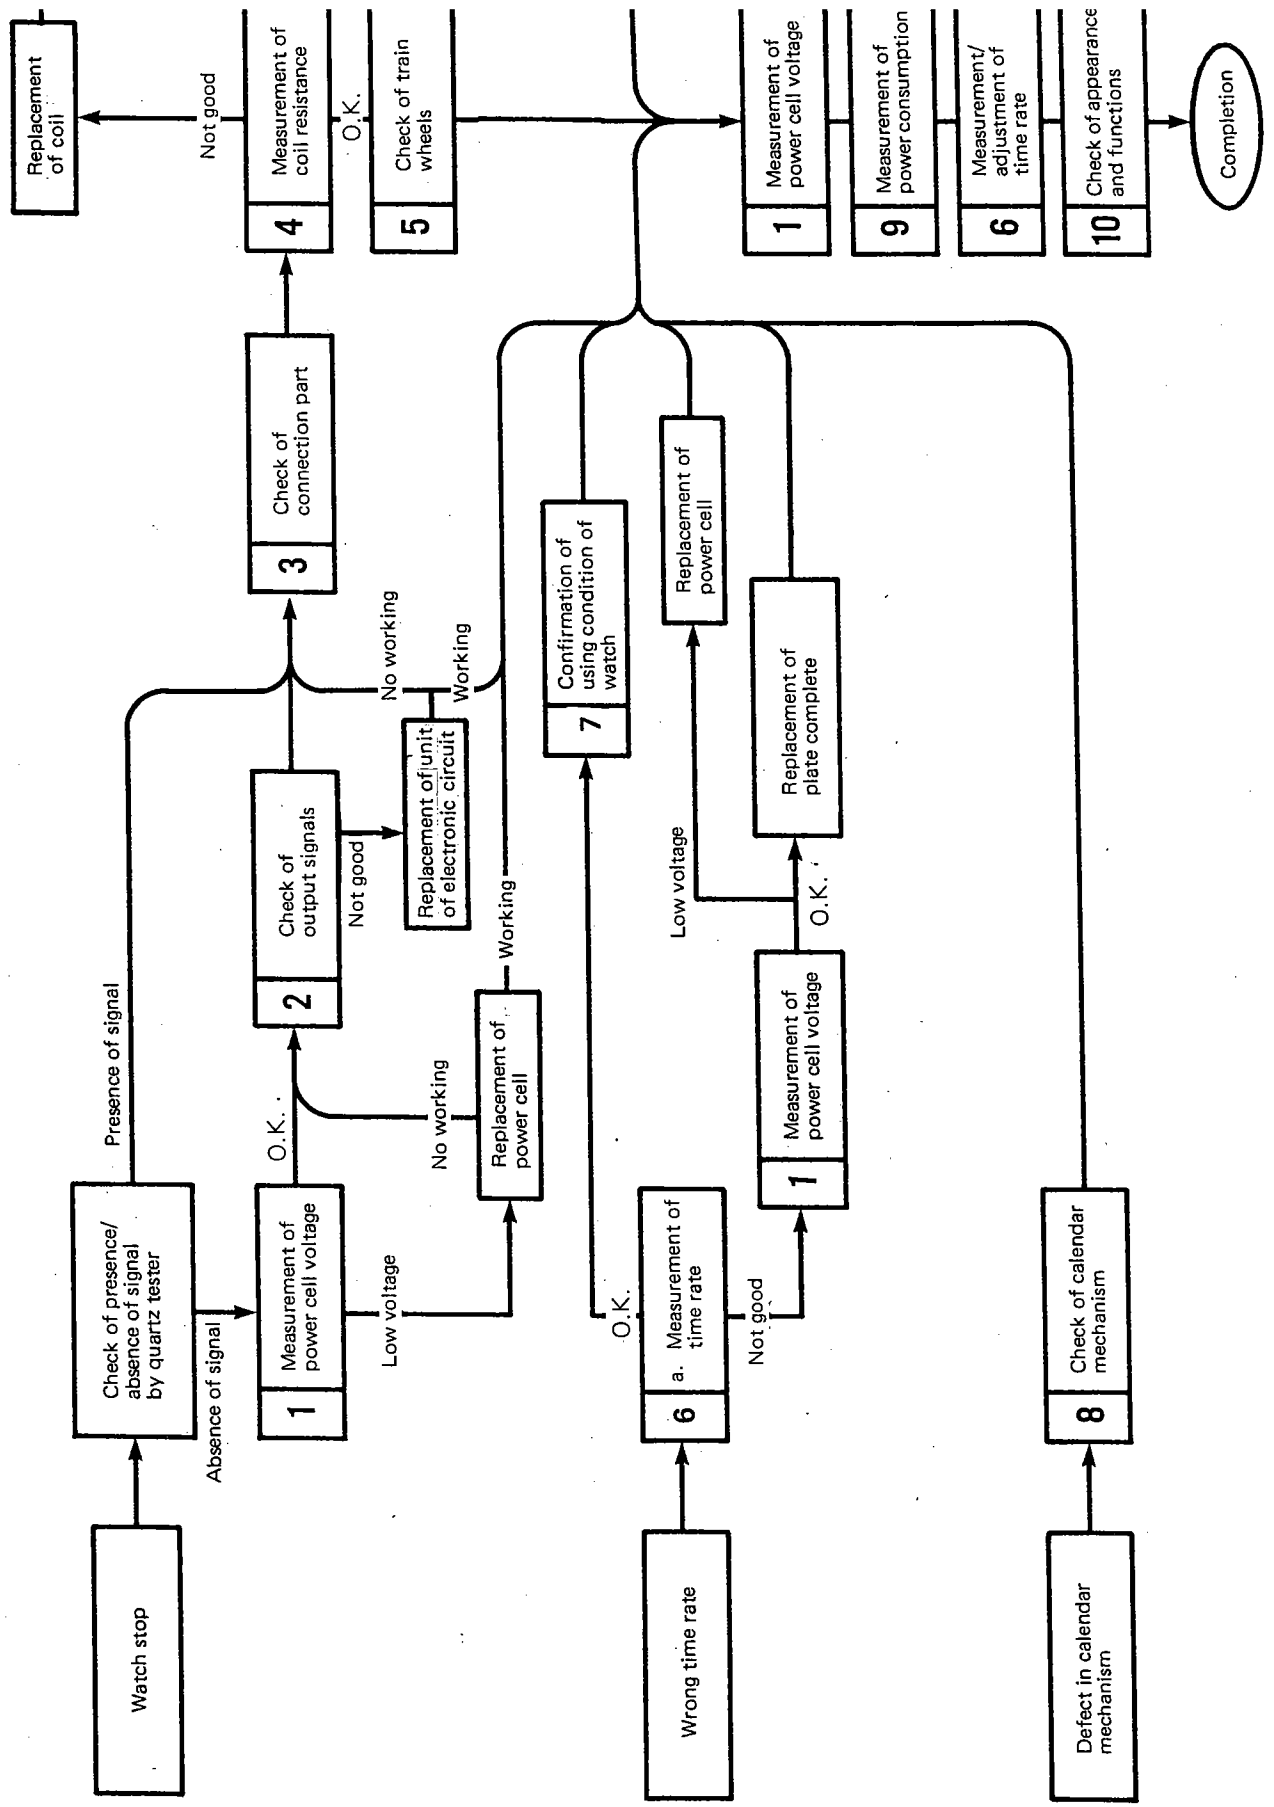 Watch stop
Check of presence/
absence of signal
by quartz tester
Presence of signal
Absence of signal
1
Measurement of
power cell voltage
O.K.
Low voltage
Replacement of
power cell
No working
Working
2
Check of
output signals
Not good
Replacement of unit
of electronic circuit
No working
Working
3
Check of
connection part
4
Measurement of
coil resistance
Not good
Replacement
of coil
O.K.
5
Check of train
wheels
Wrong time rate
6
a. Measurement of
time rate
O.K.
Not good
7
Confirmation of
using condition of
watch
1
Measurement of
power cell voltage
Low voltage
O.K.
Replacement of
power cell
Replacement of
plate complete
Defect in calendar
mechanism
8
Check of calendar
mechanism
1
Measurement of
power cell voltage
9
Measurement of
power consumption
6
Measurement/
adjustment of
time rate
10
Check of appearance
and functions
Completion